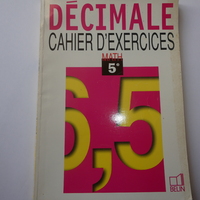 DÉCIMALE
CAHIER D'EXERCICES
MATH
5e
6,5
BELIN